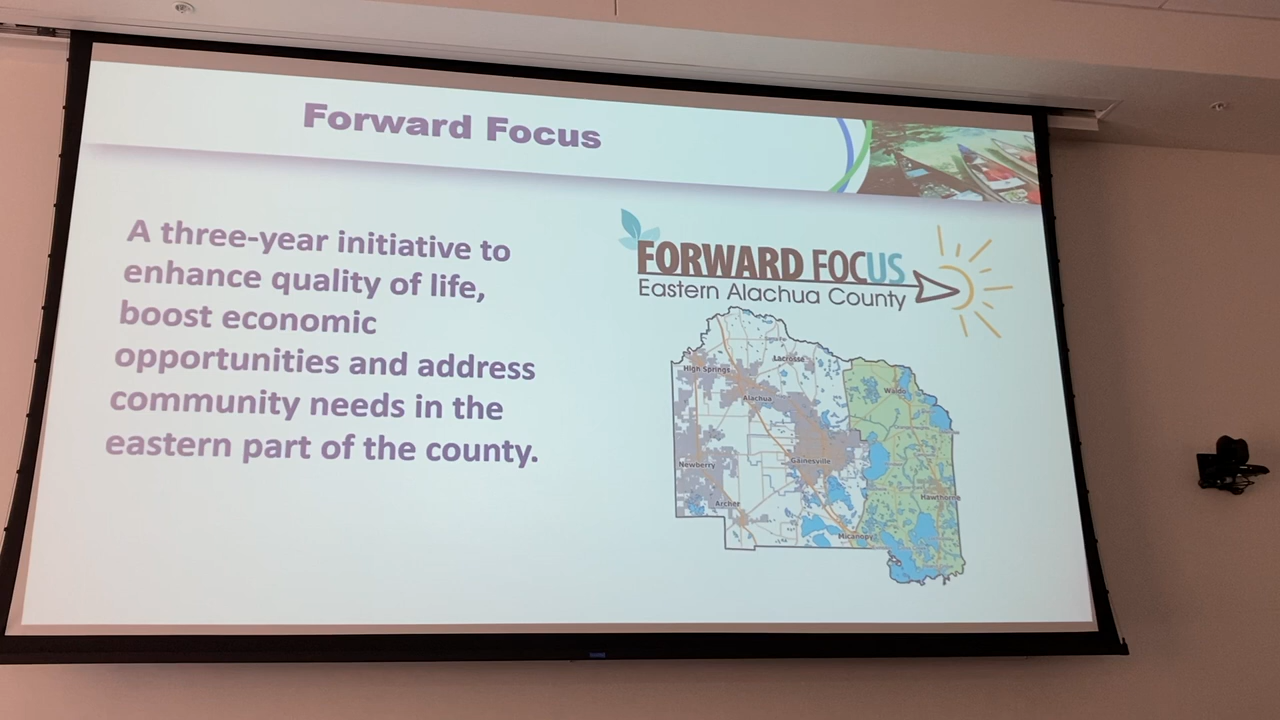 Forward Focus
A three-year initiative to
enhance quality of life,
boost economic
opportunities and address
community needs in the
eastern part of the county.
FORWARD FOCUS
Eastern Alachua County
Lacrosse
High Springs
Waldo
Alachua
Gainesville
Newberry
Hawthorne
Archer
Micanopy